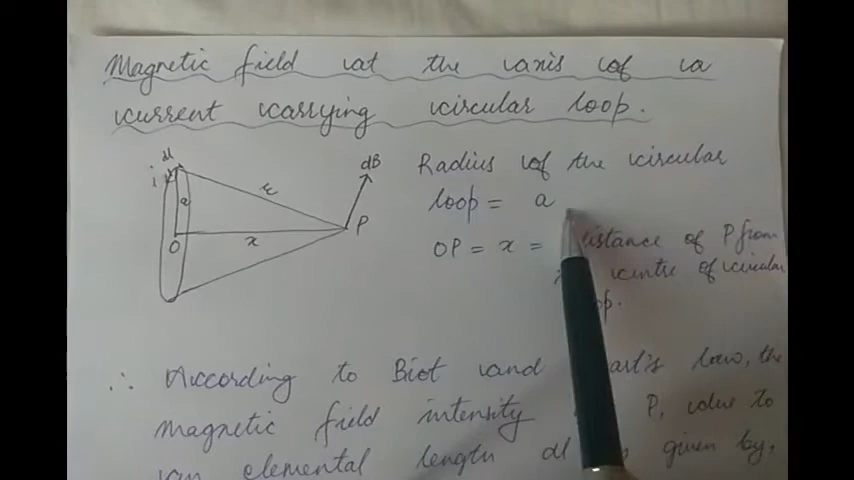 Magnetic field at the axis of a
current carrying circular loop.
dl
i
a
r
dB
O
x
P
Radius of the circular
loop = a
OP = x = distance of P from
centre of circular
According to Biot and
law, the
magnetic field intensity P, due to
an elemental length dl given by,